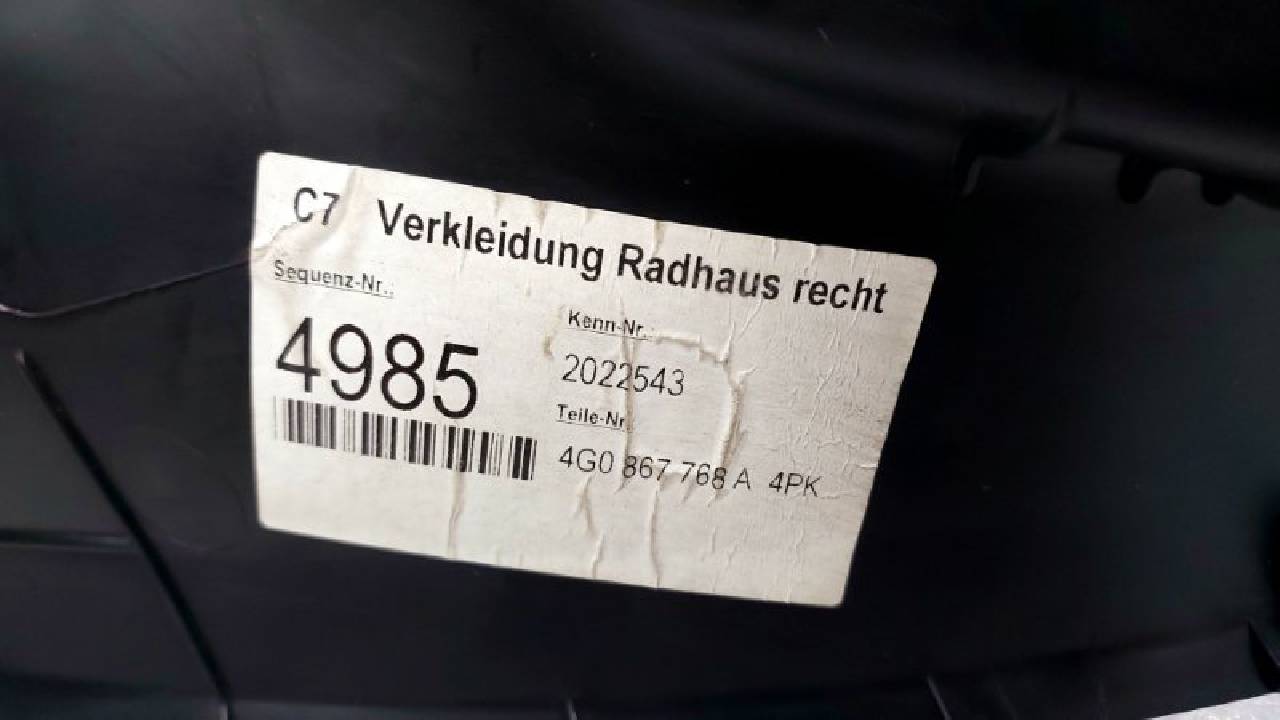 C7 Verkleidung Radhaus recht
Sequenz-Nr.:
4985
Kenn-Nr.:
2022543
Teile-Nr.
4G0 867 768 A 4PK